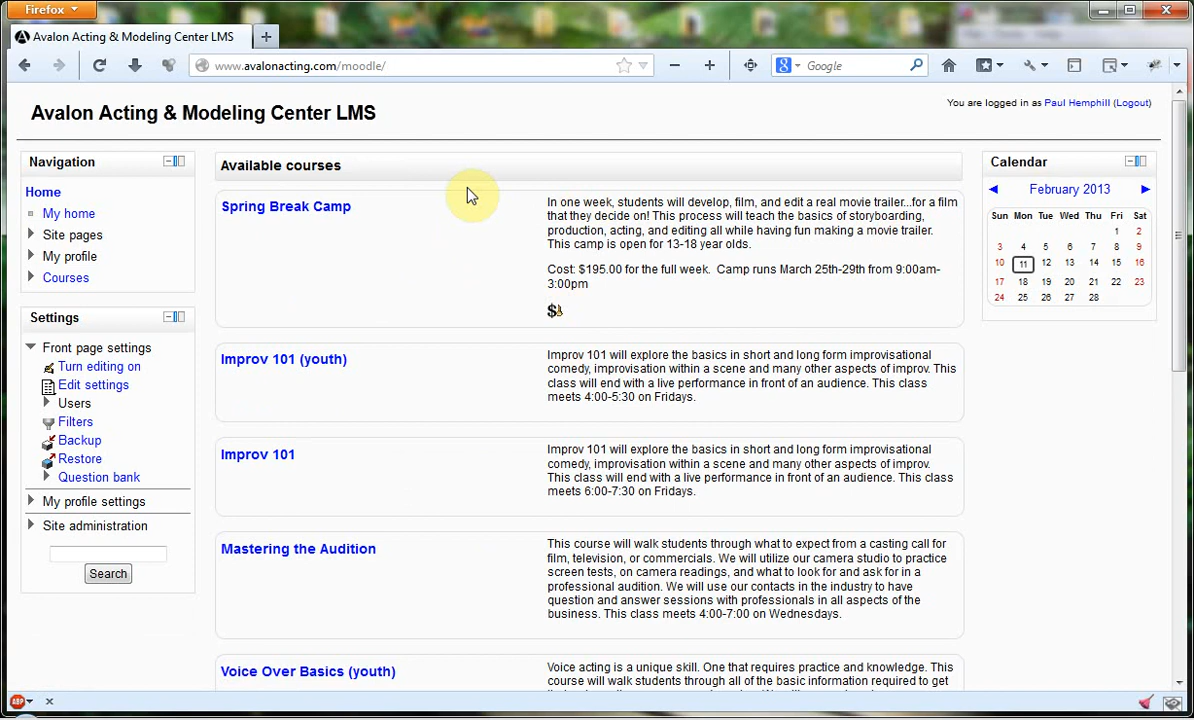 Firefox
Avalon Acting & Modeling Center LMS
www.avalonacting.com/moodle/
Google
Avalon Acting & Modeling Center LMS
You are logged in as Paul Hemphill (Logout)
Navigation
Home
My home
Site pages
My profile
Courses
Settings
Front page settings
Turn editing on
Edit settings
Users
Filters
Backup
Restore
Question bank
My profile settings
Site administration
Search
Available courses
Spring Break Camp
In one week, students will develop, film, and edit a real movie trailer...for a film
that they decide on! This process will teach the basics of storyboarding,
production, acting, and editing all while having fun making a movie trailer.
This camp is open for 13-18 year olds.
Cost: $195.00 for the full week. Camp runs March 25th-29th from 9:00am-
3:00pm
$
Improv 101 (youth)
Improv 101 will explore the basics in short and long form improvisational
comedy, improvisation within a scene and many other aspects of improv. This
class will end with a live performance in front of an audience. This class
meets 4:00-5:30 on Fridays.
Improv 101
Improv 101 will explore the basics in short and long form improvisational
comedy, improvisation within a scene and many other aspects of improv.
This class will end with a live performance in front of an audience. This class
meets 6:00-7:30 on Fridays.
Mastering the Audition
This course will walk students through what to expect from a casting call for
film, television, or commercials. We will utilize our camera studio to practice
screen tests, on camera readings, and what to look for and ask for in a
professional audition. We will use our contacts in the industry to have
question and answer sessions with professionals in all aspects of the
business. This class meets 4:00-7:00 on Wednesdays.
Voice Over Basics (youth)
Voice acting is a unique skill. One that requires practice and knowledge. This
course will walk students through all of the basic information required to get
Calendar
February 2013
Sun Mon Tue Wed Thu Fri Sat
1 2
3 4 5 6 7 8 9
10 11 12 13 14 15 16
17 18 19 20 21 22 23
24 25 26 27 28
ABP